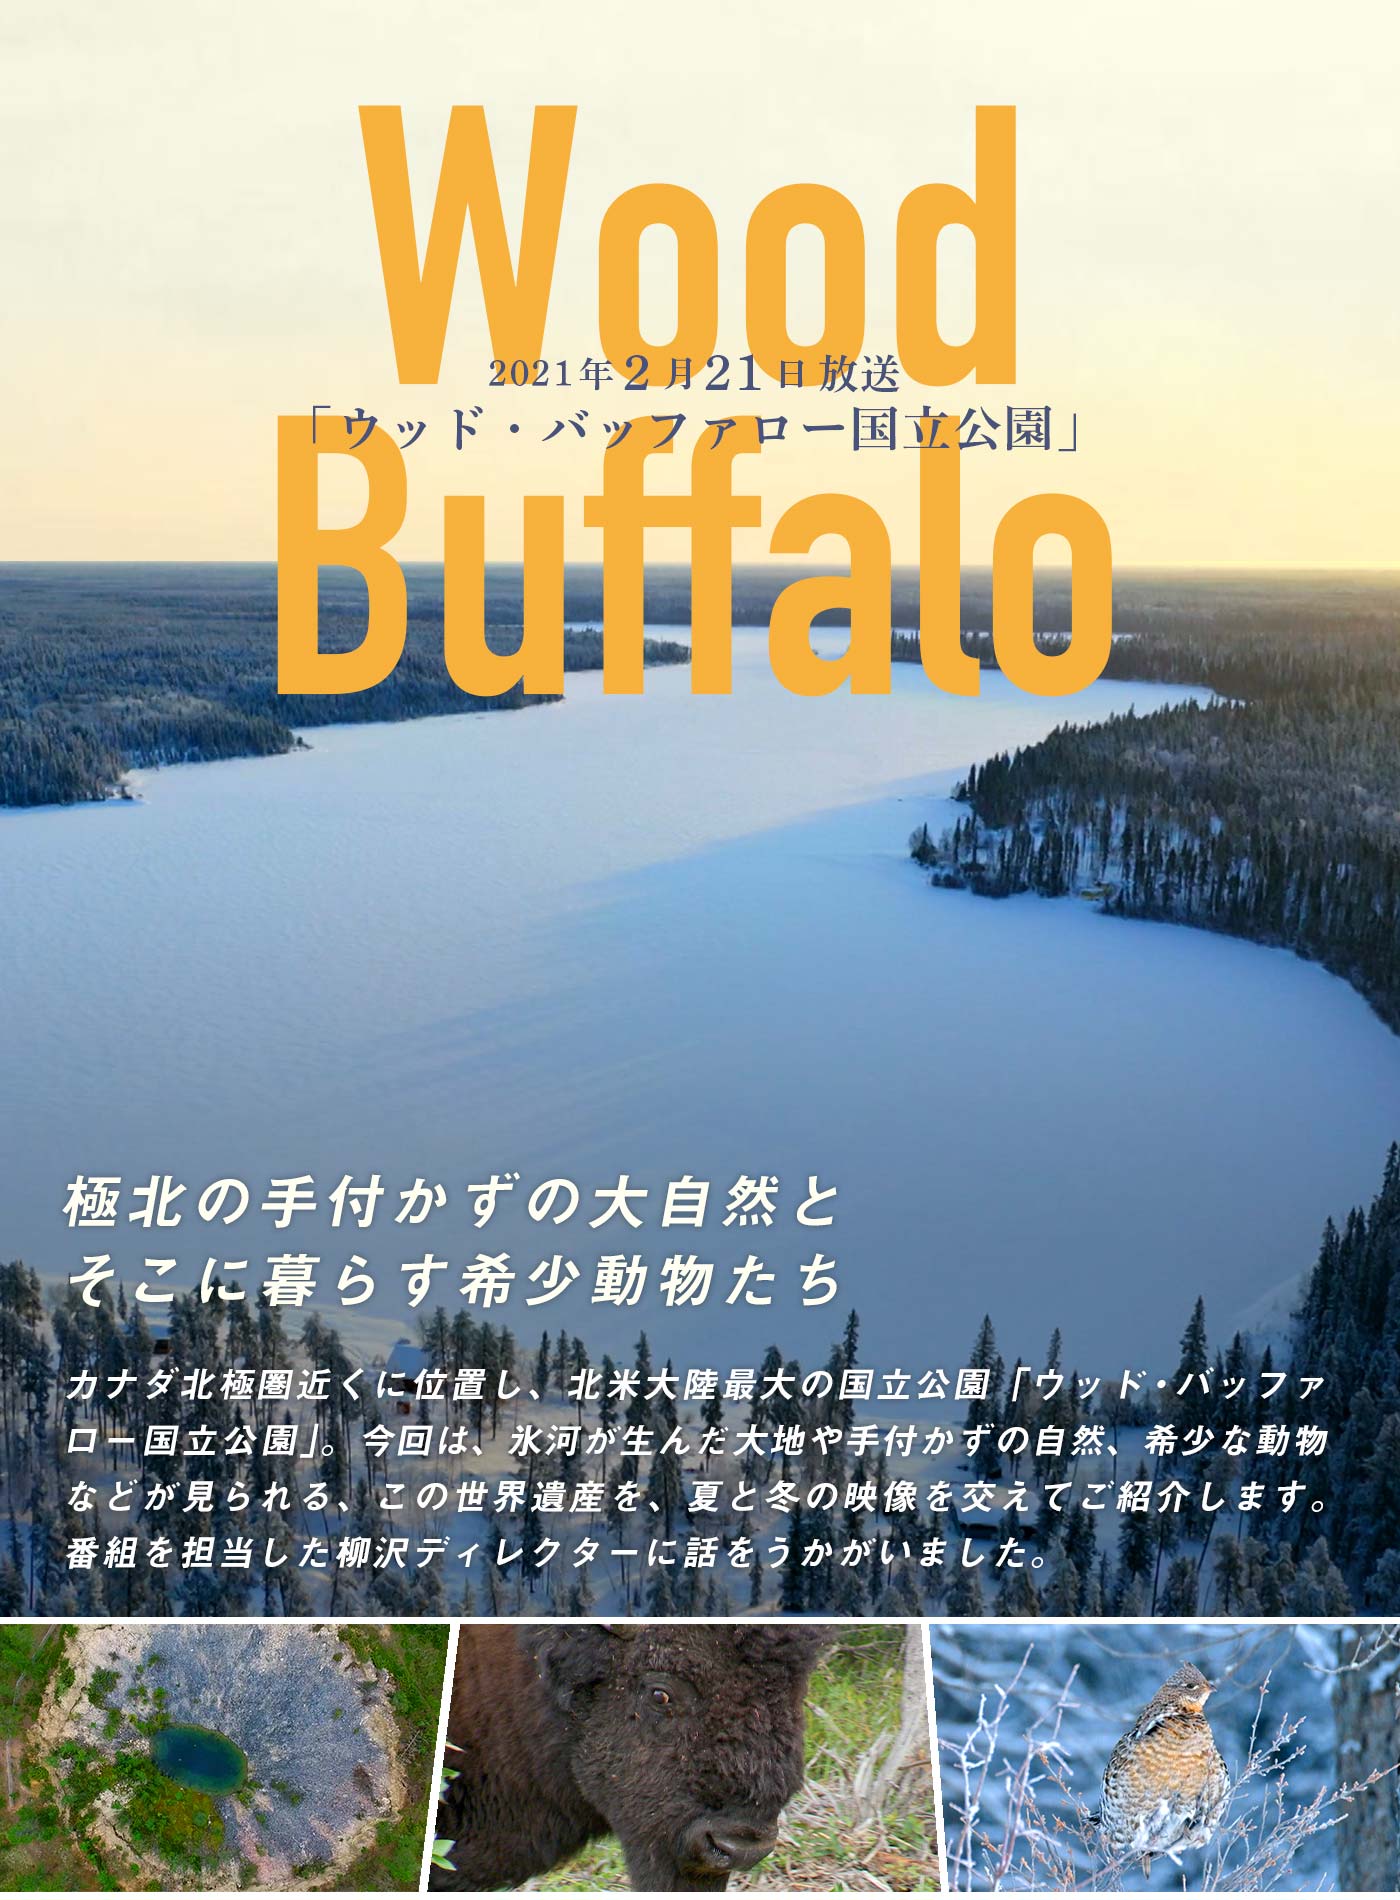 Wood
2021年2月21日 放送
「ウッド・バッファロー国立公園」
Buffalo
極北の手付かずの大自然と
そこに暮らす希少動物たち
カナダ北極圏近くに位置し、北米大陸最大の国立公園「ウッド・バッファ
ロー国立公園」。今回は、氷河が生んだ大地や手付かずの自然、希少な動物
などが見られる、この世界遺産を、夏と冬の映像を交えてご紹介します。
番組を担当した柳沢ディレクターに話をうかがいました。